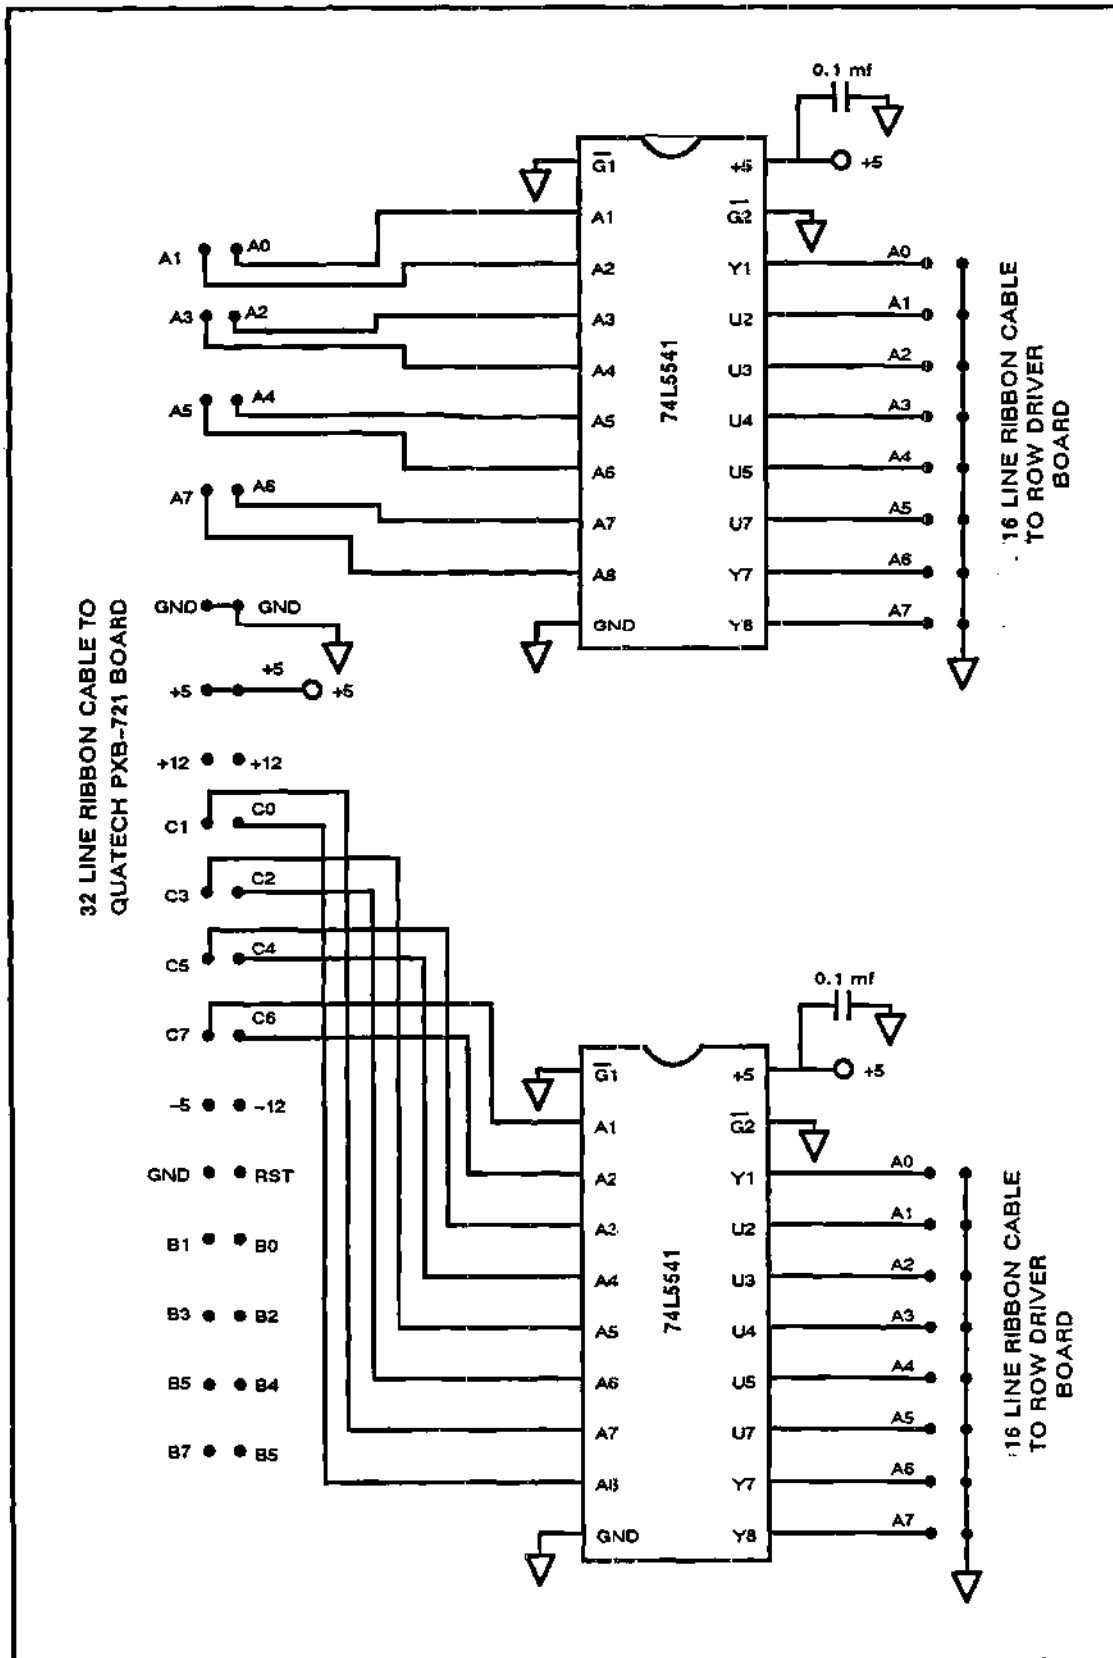 0.1 mf
G1
+5
+5
A1
G2
A1
A0
A2
Y1
A0
A3
A2
A3
U2
A1
A4
U3
A2
A5
A4
A5
U4
A3
A6
U5
A4
A7
A6
A7
U7
A5
A8
Y7
A6
GND
GND
GND
Y8
A7
74L5541
16 LINE RIBBON CABLE
TO ROW DRIVER
BOARD
+5
+5
+5
32 LINE RIBBON CABLE TO
QUATECH PXB-721 BOARD
+12
+12
C1
C0
C3
C2
C5
C4
C7
C6
-5
-12
GND
RST
B1
B0
B3
B2
B5
B4
B7
B5
0.1 mf
G1
+5
+5
A1
G2
A2
Y1
A0
A3
U2
A1
A4
U3
A2
A5
U4
A3
A6
U5
A4
A7
U7
A5
A8
Y7
A6
GND
Y8
A7
74L5541
16 LINE RIBBON CABLE
TO ROW DRIVER
BOARD